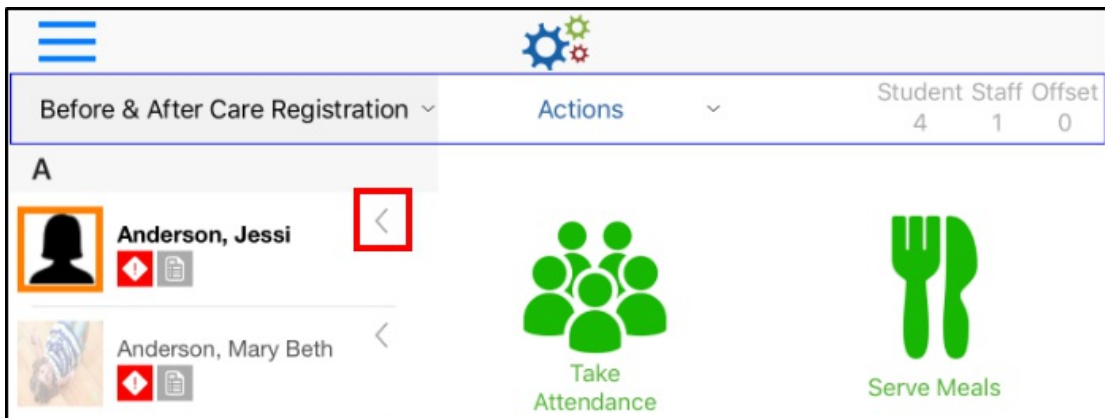 Before & After Care Registration
Actions
Student Staff Offset
4 1 0
A
Anderson, Jessi
Anderson, Mary Beth
Take
Attendance
Serve Meals